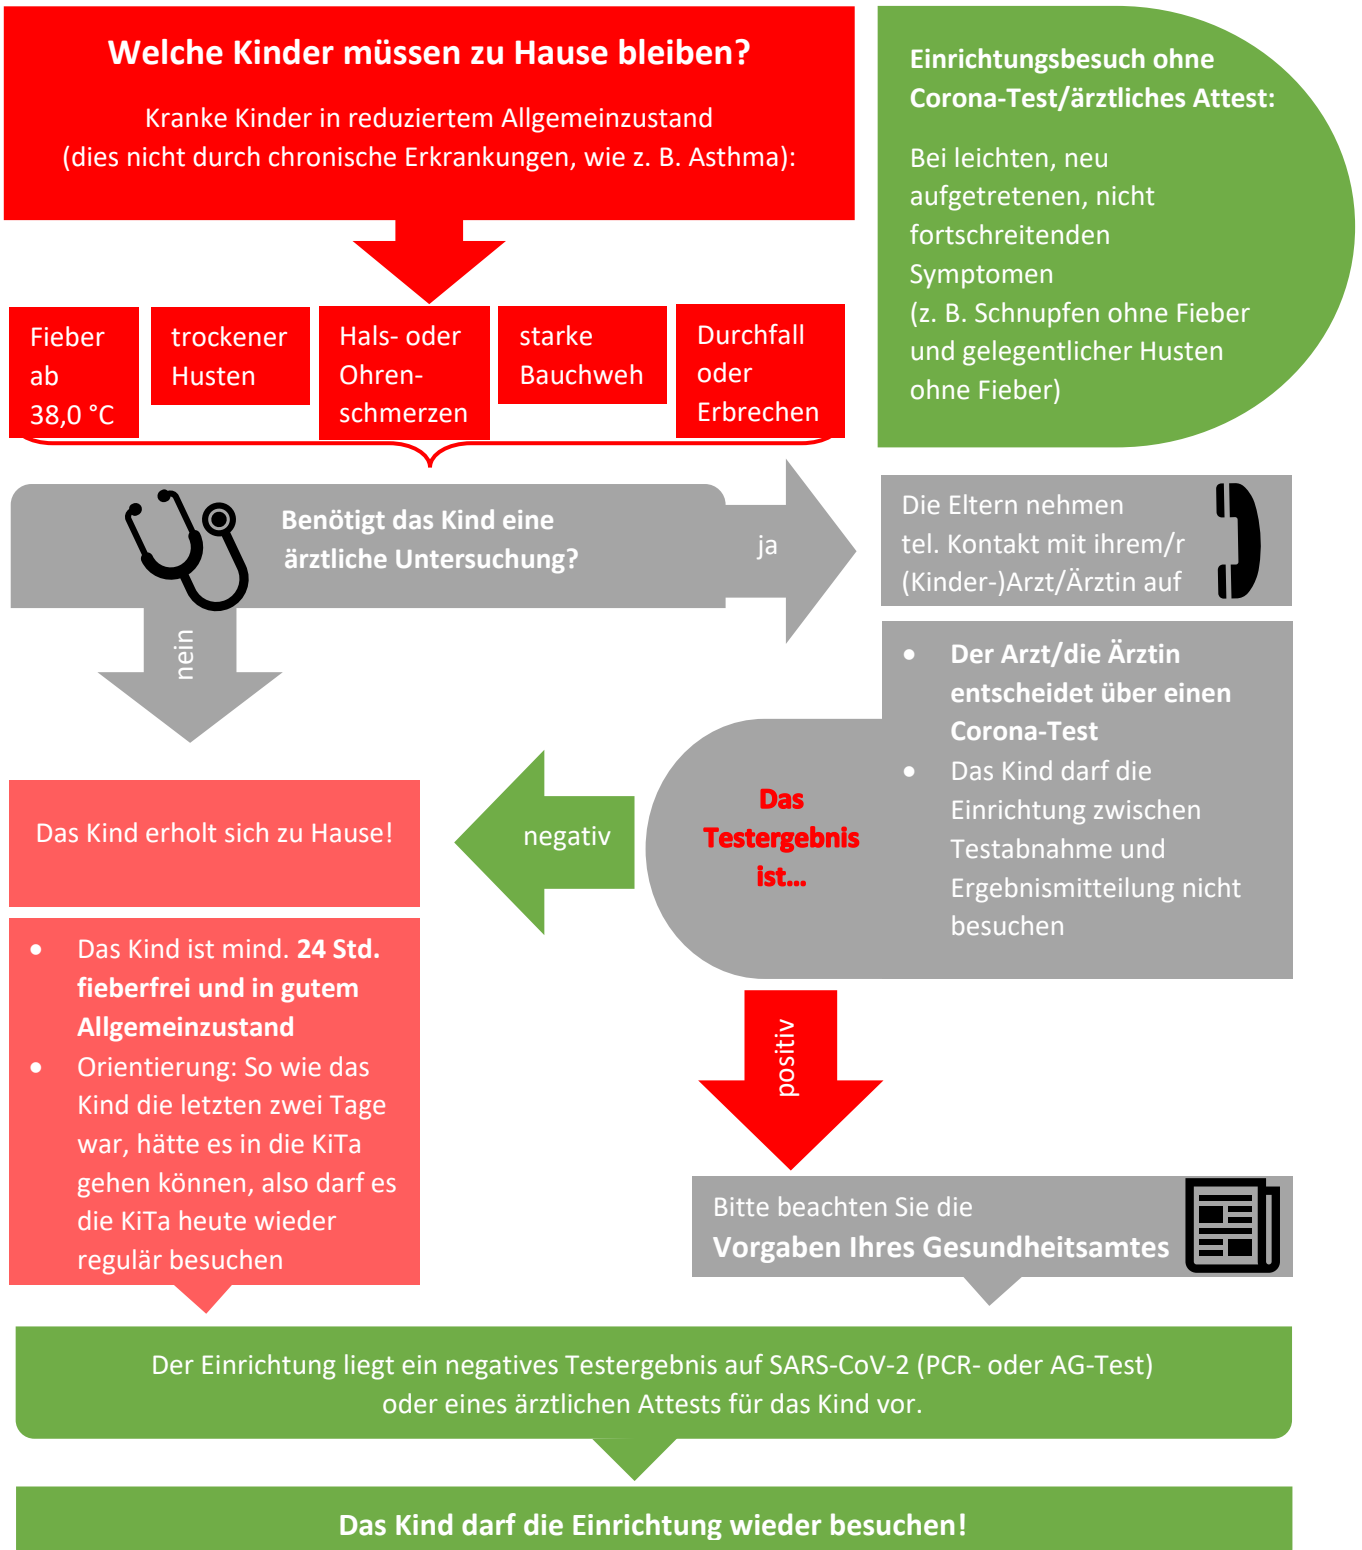 Welche Kinder müssen zu Hause bleiben?
Kranke Kinder in reduziertem Allgemeinzustand
(dies nicht durch chronische Erkrankungen, wie z. B. Asthma):
Einrichtungsbesuch ohne
Corona-Test/ärztliches Attest:
Bei leichten, neu
aufgetretenen, nicht
fortschreitenden
Symptomen
(z. B. Schnupfen ohne Fieber
und gelegentlicher Husten
ohne Fieber)
Fieber
ab
38,0 °C
trockener
Husten
Hals- oder
Ohren-
schmerzen
starke
Bauchweh
Durchfall
oder
Erbrechen
Benötigt das Kind eine
ärztliche Untersuchung?
ja
Die Eltern nehmen
tel. Kontakt mit ihrem/r
(Kinder-)Arzt/Ärztin auf
nein
• Der Arzt/die Ärztin
entscheidet über einen
Corona-Test
• Das Kind darf die
Einrichtung zwischen
Testabnahme und
Ergebnismitteilung nicht
besuchen
Das
Testergebnis
ist...
negativ
Das Kind erholt sich zu Hause!
• Das Kind ist mind. 24 Std.
fieberfrei und in gutem
Allgemeinzustand
• Orientierung: So wie das
Kind die letzten zwei Tage
war, hätte es in die KiTa
gehen können, also darf es
die KiTa heute wieder
regulär besuchen
positiv
Bitte beachten Sie die
Vorgaben Ihres Gesundheitsamtes
Der Einrichtung liegt ein negatives Testergebnis auf SARS-CoV-2 (PCR- oder AG-Test)
oder eines ärztlichen Attests für das Kind vor.
Das Kind darf die Einrichtung wieder besuchen!